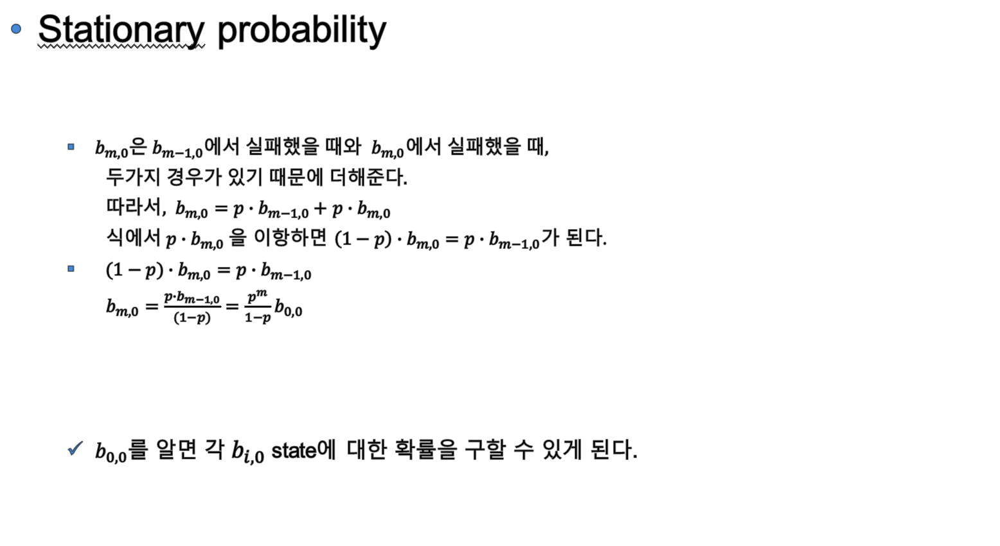 • Stationary probability
▪ $b_{m,0}$은 $b_{m-1,0}$에서 실패했을 때와 $b_{m,0}$에서 실패했을 때,
두가지 경우가 있기 때문에 더해준다.
따라서, $b_{m,0} = p \cdot b_{m-1,0} + p \cdot b_{m,0}$
식에서 $p \cdot b_{m,0}$ 을 이항하면 $(1-p) \cdot b_{m,0} = p \cdot b_{m-1,0}$가 된다.
▪ $(1-p) \cdot b_{m,0} = p \cdot b_{m-1,0}$
$b_{m,0} = \frac{p \cdot b_{m-1,0}}{(1-p)} = \frac{p^m}{1-p} b_{0,0}$
✓ $b_{0,0}$를 알면 각 $b_{i,0}$ state에 대한 확률을 구할 수 있게 된다.